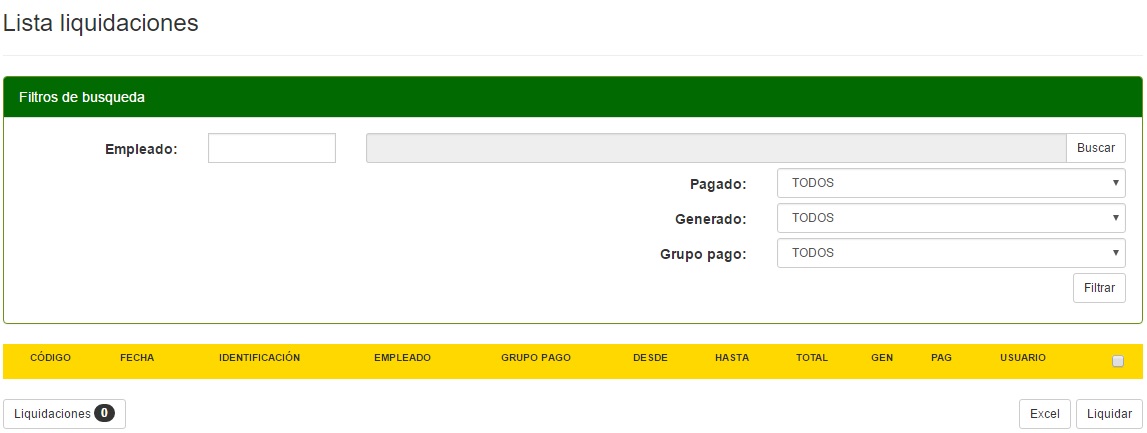 Lista liquidaciones
Filtros de busqueda
Empleado: Buscar
Pagado: TODOS
Generado: TODOS
Grupo pago: TODOS
Filtrar
CÓDIGO FECHA IDENTIFICACIÓN EMPLEADO GRUPO PAGO DESDE HASTA TOTAL GEN PAG USUARIO
Liquidaciones 0 Excel Liquidar